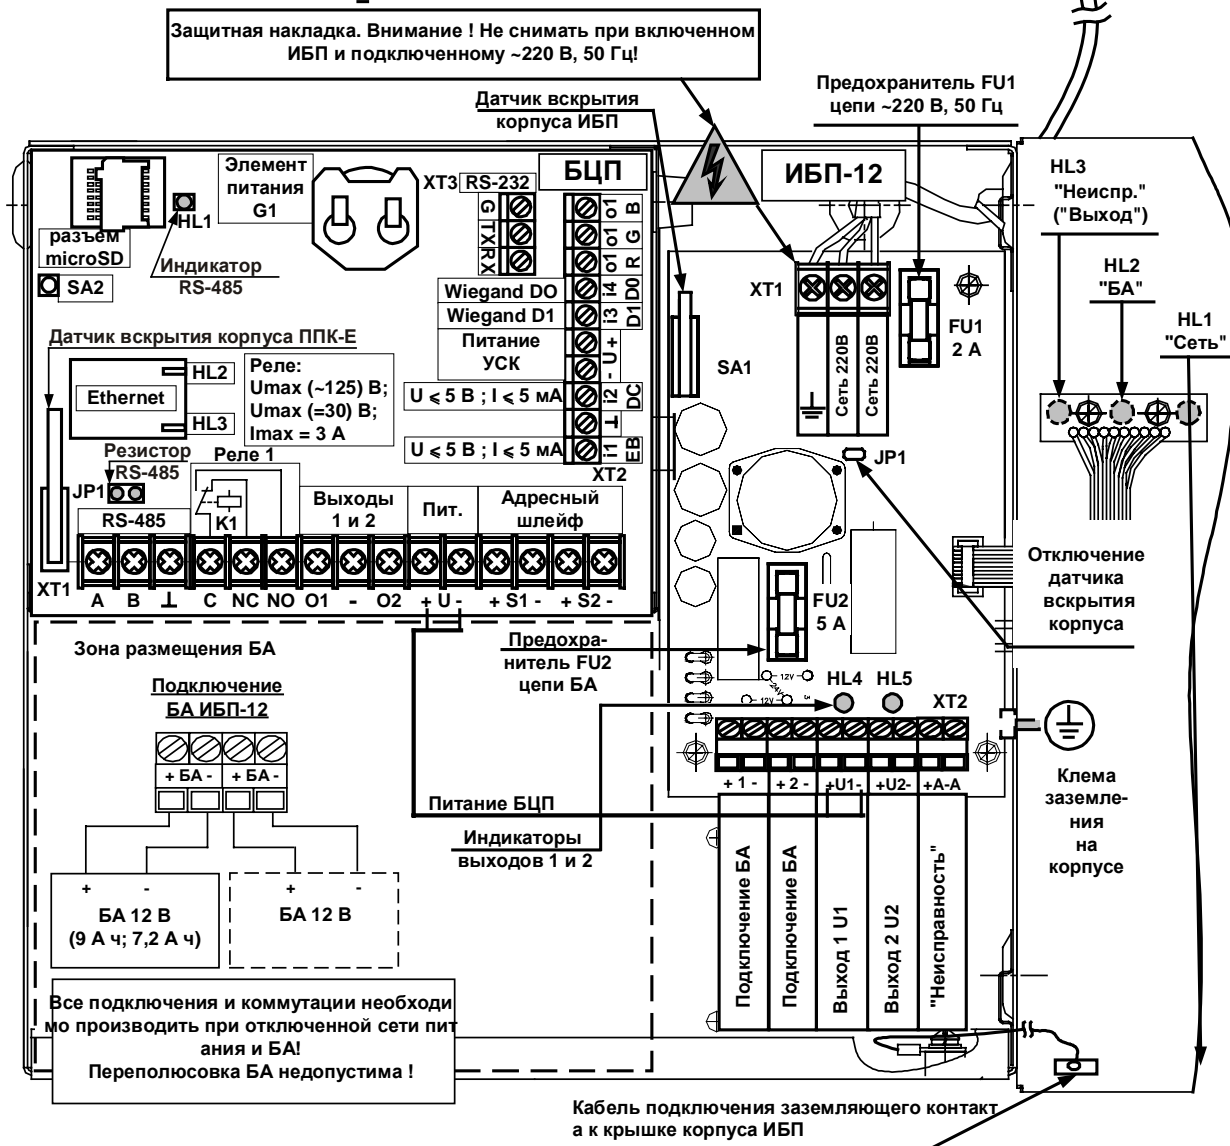 Защитная накладка. Внимание ! Не снимать при включенном
ИБП и подключенному ~220 В, 50 Гц!
Датчик вскрытия
корпуса ИБП
Предохранитель FU1
цепи ~220 В, 50 Гц
HL3
"Неиспр."
("Выход")
HL2
"БА"
HL1
"Сеть"
Элемент
питания
G1
XT3
RS-232
БЦП
ИБП-12
HL1
разъем
microSD
Индикатор
RS-485
SA2
G
TX
RX
o1 B
o1 G
o1 R
Wiegand DO
i4 D0
Wiegand D1
i3 D1
Питание
УСК
- U +
U ⩽ 5 В ; I ⩽ 5 мА
i2 DC
⊥
U ⩽ 5 В ; I ⩽ 5 мА
i1 EB
XT2
Датчик вскрытия корпуса ППК-Е
Ethernet
HL2
HL3
Реле:
Umax (~125) В;
Umax (=30) В;
Imax = 3 А
Резистор
RS-485
JP1
Реле 1
K1
RS-485
Выходы
1 и 2
Пит.
Адресный
шлейф
XT1
A B ⊥ C NC NO O1 - O2 + U - + S1 - + S2 -
XT1
FU1
2 А
SA1
Сеть 220В
Сеть 220В
JP1
Отключение
датчика
вскрытия
корпуса
FU2
5 А
Зона размещения БА
Предохра-
нитель FU2
цепи БА
12V
24V
12V
HL4 HL5
XT2
Подключение
БА ИБП-12
+ БА - + БА -
+ 1 - + 2 - +U1- +U2- +A-A
Питание БЦП
Индикаторы
выходов 1 и 2
Клема
заземле-
ния
на
корпусе
Подключение БА
Подключение БА
Выход 1 U1
Выход 2 U2
"Неисправность"
+ -
БА 12 В
(9 А ч; 7,2 А ч)
+ -
БА 12 В
Все подключения и коммутации необходи
мо производить при отключенной сети пит
ания и БА!
Переполюсовка БА недопустима !
Кабель подключения заземляющего контакт
а к крышке корпуса ИБП